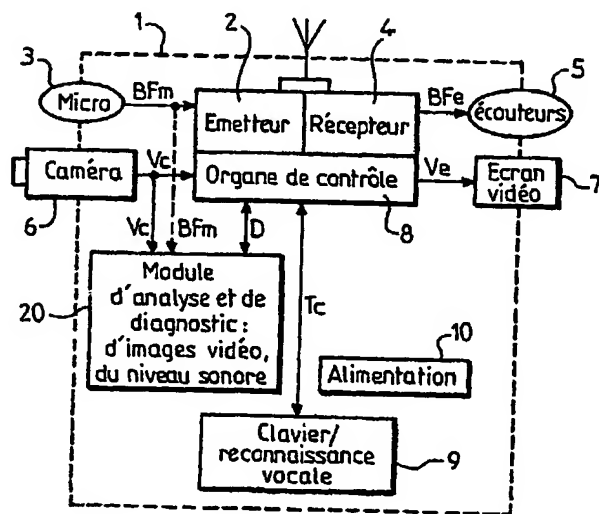 1
2
4
3
5
Micro
BFm
Emetteur
Récepteur
BFe
écouteurs
Caméra
Vc
Organe de contrôle
Ve
Ecran
vidéo
7
6
8
Vc
BFm
D
Tc
20
Module
d'analyse et de
diagnostic :
d'images vidéo,
du niveau sonore
10
Alimentation
Clavier/
reconnaissance
vocale
9